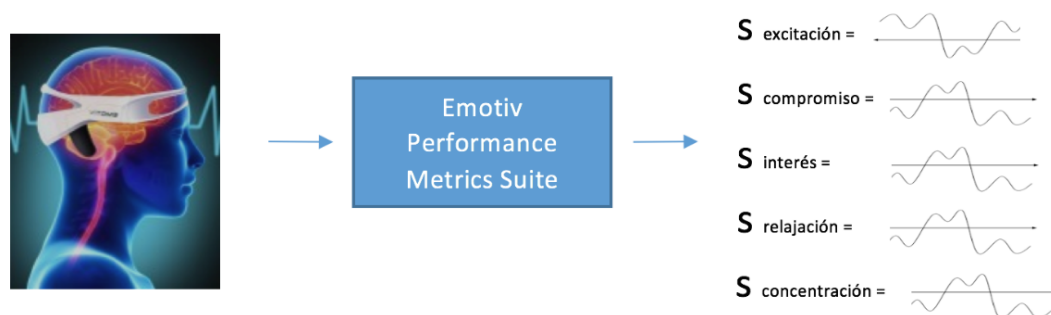 Emotiv
Performance
Metrics Suite
S excitación =
S compromiso =
S interés =
S relajación =
S concentración =